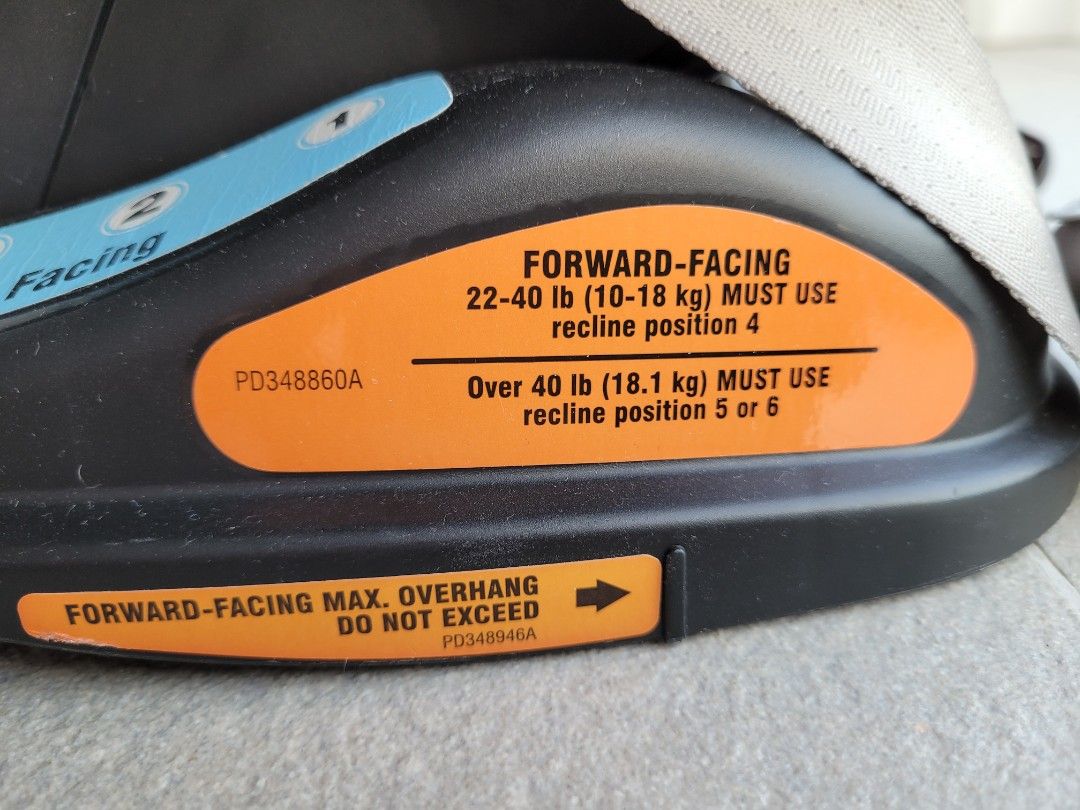 1
2
Facing
FORWARD-FACING
22-40 lb (10-18 kg) MUST USE
recline position 4
PD348860A
Over 40 lb (18.1 kg) MUST USE
recline position 5 or 6
FORWARD-FACING MAX. OVERHANG
DO NOT EXCEED
PD348946A